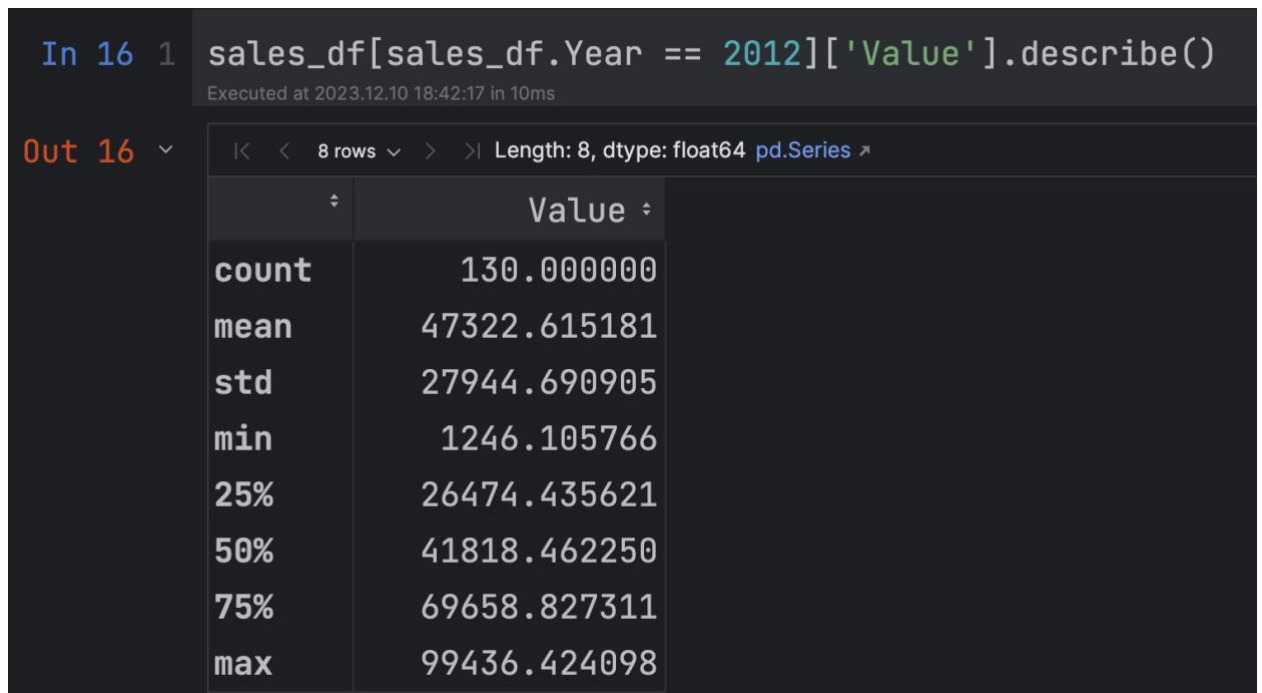 In 16 1 sales_df[sales_df.Year == 2012]['Value'].describe()
Executed at 2023.12.10 18:42:17 in 10ms
Out 16 8 rows Length: 8, dtype: float64 pd.Series
Value
count 130.000000
mean 47322.615181
std 27944.690905
min 1246.105766
25% 26474.435621
50% 41818.462250
75% 69658.827311
max 99436.424098